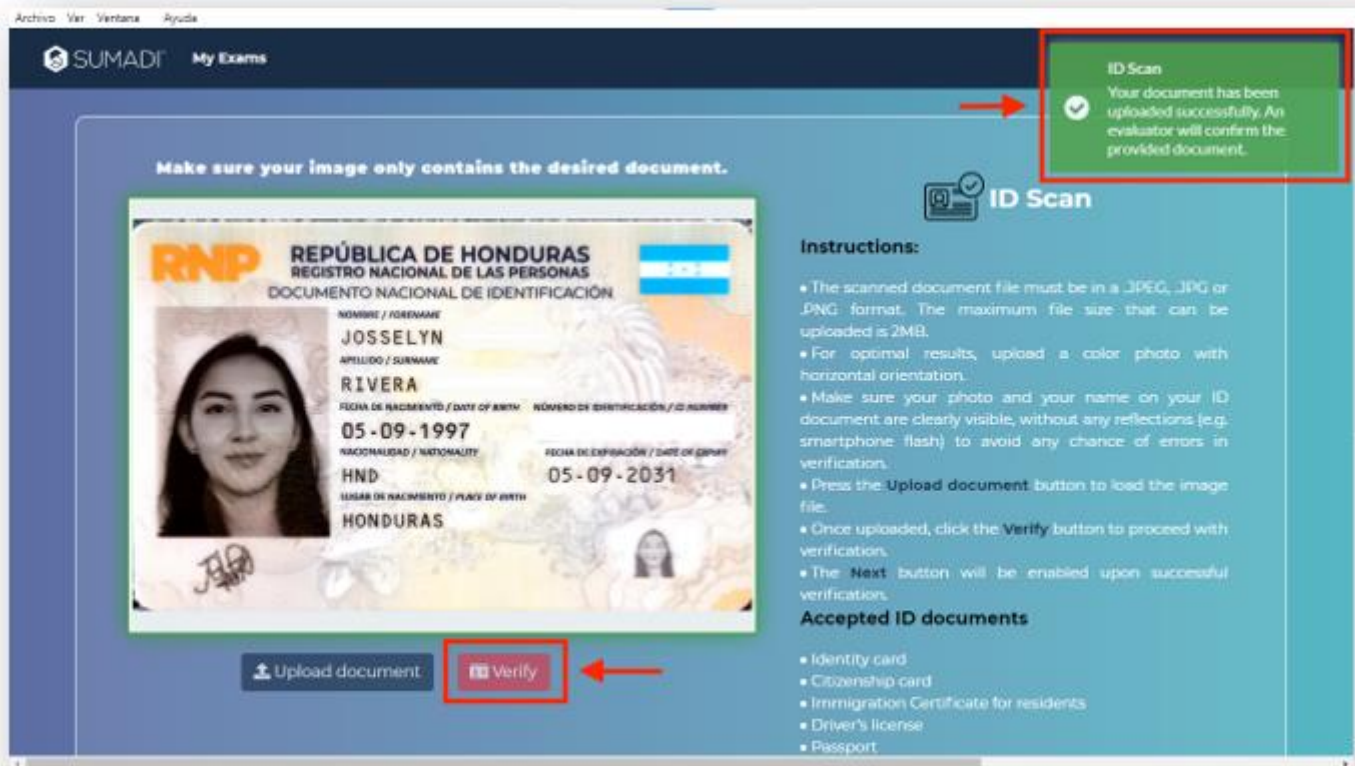 Archivo Ver Ventana Ayuda
SUMADI
My Exams
ID Scan
Your document has been
uploaded successfully. An
evaluator will confirm the
provided document.
Make sure your image only contains the desired document.
RNP
REPÚBLICA DE HONDURAS
REGISTRO NACIONAL DE LAS PERSONAS
DOCUMENTO NACIONAL DE IDENTIFICACIÓN
NOMBRE / FORENAME
JOSSELYN
APELLIDO / SURNAME
RIVERA
FECHA DE NACIMIENTO / DATE OF BIRTH NÚMERO DE IDENTIFICACIÓN / ID NUMBER
05-09-1997
NACIONALIDAD / NATIONALITY FECHA DE EXPIRACIÓN / DATE OF EXPIRY
HND 05-09-2031
LUGAR DE NACIMIENTO / PLACE OF BIRTH
HONDURAS
Upload document
Verify
ID Scan
Instructions:
• The scanned document file must be in a .JPEG, .JPG or
.PNG format. The maximum file size that can be
uploaded is 2MB.
• For optimal results, upload a color photo with
horizontal orientation.
• Make sure your photo and your name on your ID
document are clearly visible, without any reflections (e.g.
smartphone flash) to avoid any chance of errors in
verification.
• Press the Upload document button to load the image
file.
• Once uploaded, click the Verify button to proceed with
verification.
• The Next button will be enabled upon successful
verification.
Accepted ID documents
• Identity card
• Citizenship card
• Immigration Certificate for residents
• Driver's license
• Passport